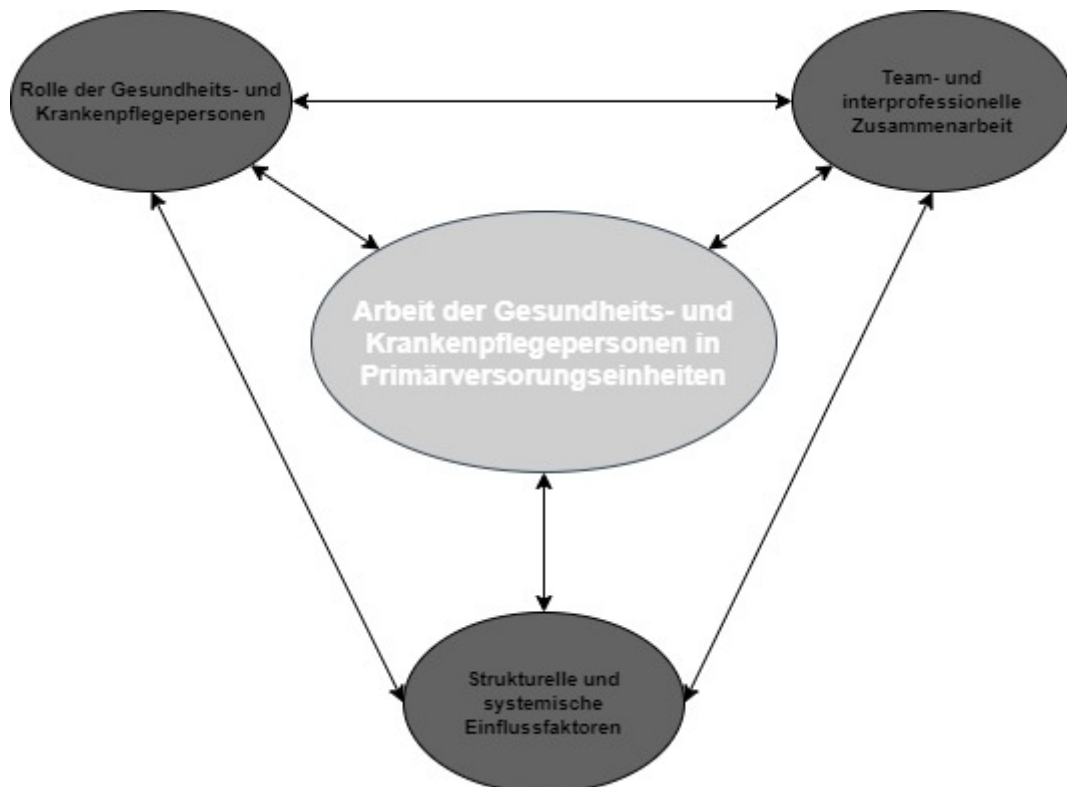 Rolle der Gesundheits- und
Krankenpflegepersonen
Team- und
interprofessionelle
Zusammenarbeit
Arbeit der Gesundheits- und
Krankenpflegepersonen in
Primärversorungseinheiten
Strukturelle und
systemische
Einflussfaktoren